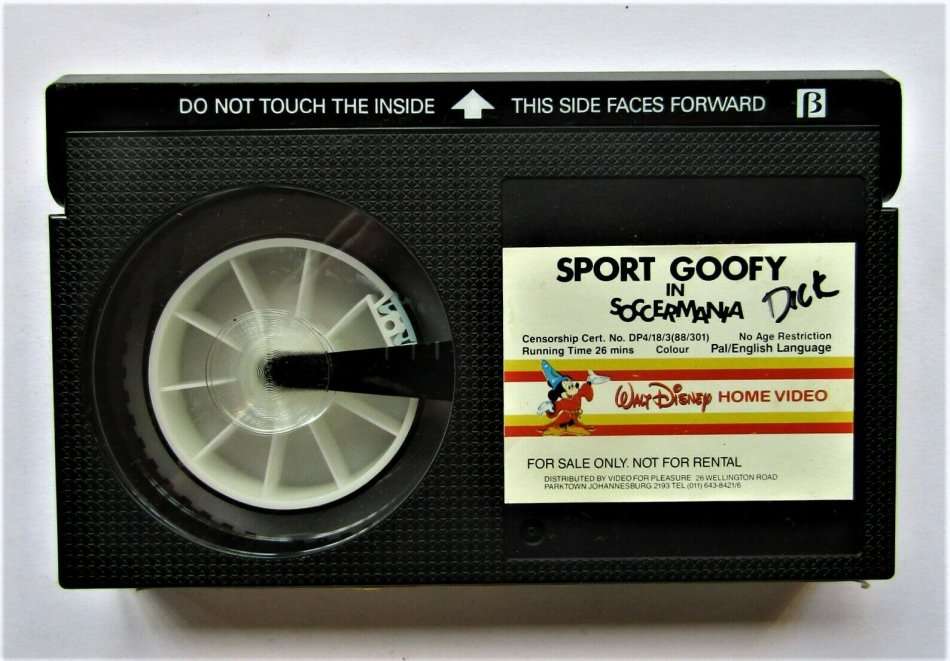 DO NOT TOUCH THE INSIDE THIS SIDE FACES FORWARD β
SPORT GOOFY
IN
SOCCERMANIA Dick
Censorship Cert. No. DP4/18/3(88/301) No Age Restriction
Running Time 26 mins Colour Pal/English Language
WALT DISNEY HOME VIDEO
FOR SALE ONLY. NOT FOR RENTAL
DISTRIBUTED BY VIDEO FOR PLEASURE 26 WELLINGTON ROAD
PARKTOWN JOHANNESBURG 2193 TEL (011) 643-8421/6